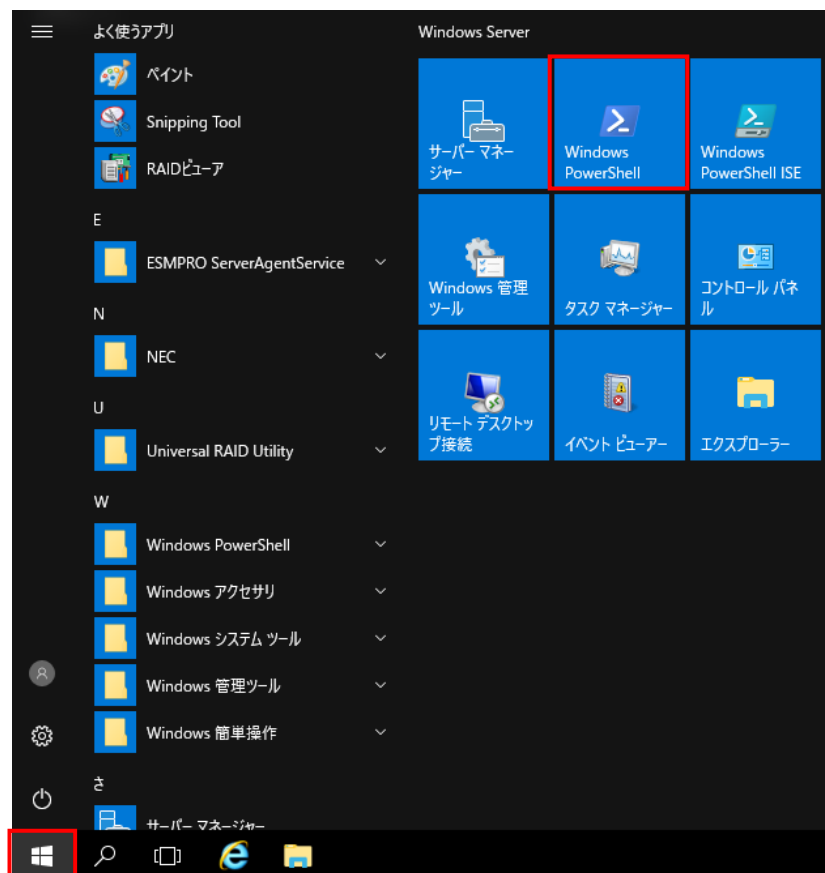 よく使うアプリ
ペイント
Snipping Tool
RAIDビューア
E
ESMPRO ServerAgentService
N
NEC
U
Universal RAID Utility
W
Windows PowerShell
Windows アクセサリ
Windows システム ツール
Windows 管理ツール
Windows 簡単操作
さ
サーバー マネージャー
Windows Server
サーバー マネー
ジャー
Windows
PowerShell
Windows
PowerShell ISE
Windows 管理
ツール
タスク マネージャー
コントロール パネ
ル
リモート デスクトッ
プ接続
イベント ビューアー
エクスプローラー